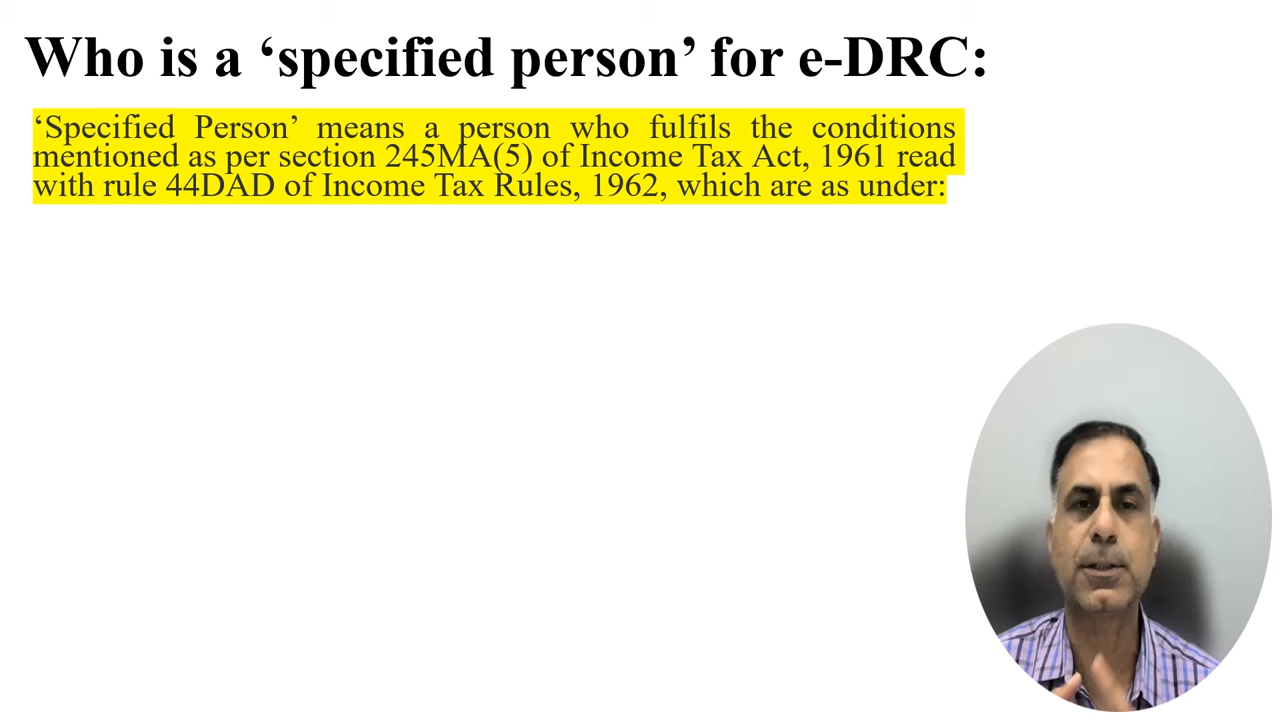 Who is a ‘specified person’ for e-DRC:
‘Specified Person’ means a person who fulfils the conditions
mentioned as per section 245MA(5) of Income Tax Act, 1961 read
with rule 44DAD of Income Tax Rules, 1962, which are as under: